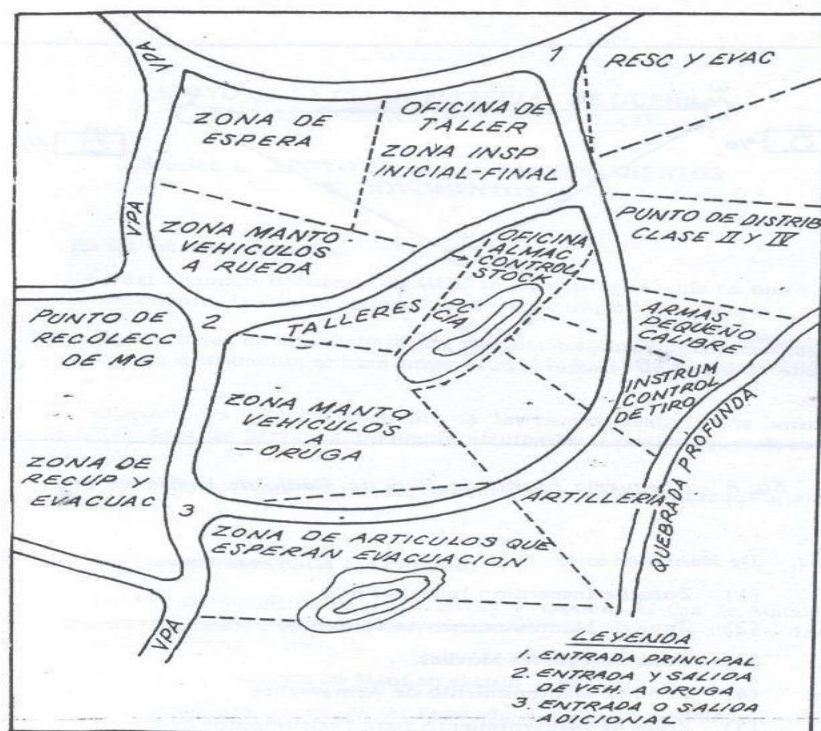 VPA
1
RESC Y EVAC
ZONA DE
ESPERA
OFICINA DE
TALLER
ZONA INSP
INICIAL-FINAL
VPA
ZONA MANTO
VEHICULOS
A RUEDA
OFICINA
ALMAC
CONTROL
STOCK
PUNTO DE DISTRIB
CLASE II Y IV
PUNTO DE
RECOLECC
DE MG
2
TALLERES
PC
CIA
ARMAS
PEQUEÑO
CALIBRE
INSTRUM
CONTROL
DE TIRO
ZONA MANTO
VEHICULOS
A
ORUGA
QUEBRADA PROFUNDA
ZONA DE
RECUP. Y
EVACUAC
3
ARTILLERIA
ZONA DE ARTICULOS QUE
ESPERAN EVACUACION
VPA
LEYENDA
1. ENTRADA PRINCIPAL
2. ENTRADA Y SALIDA
DE VEH. A ORUGA
3. ENTRADA O SALIDA
ADICIONAL